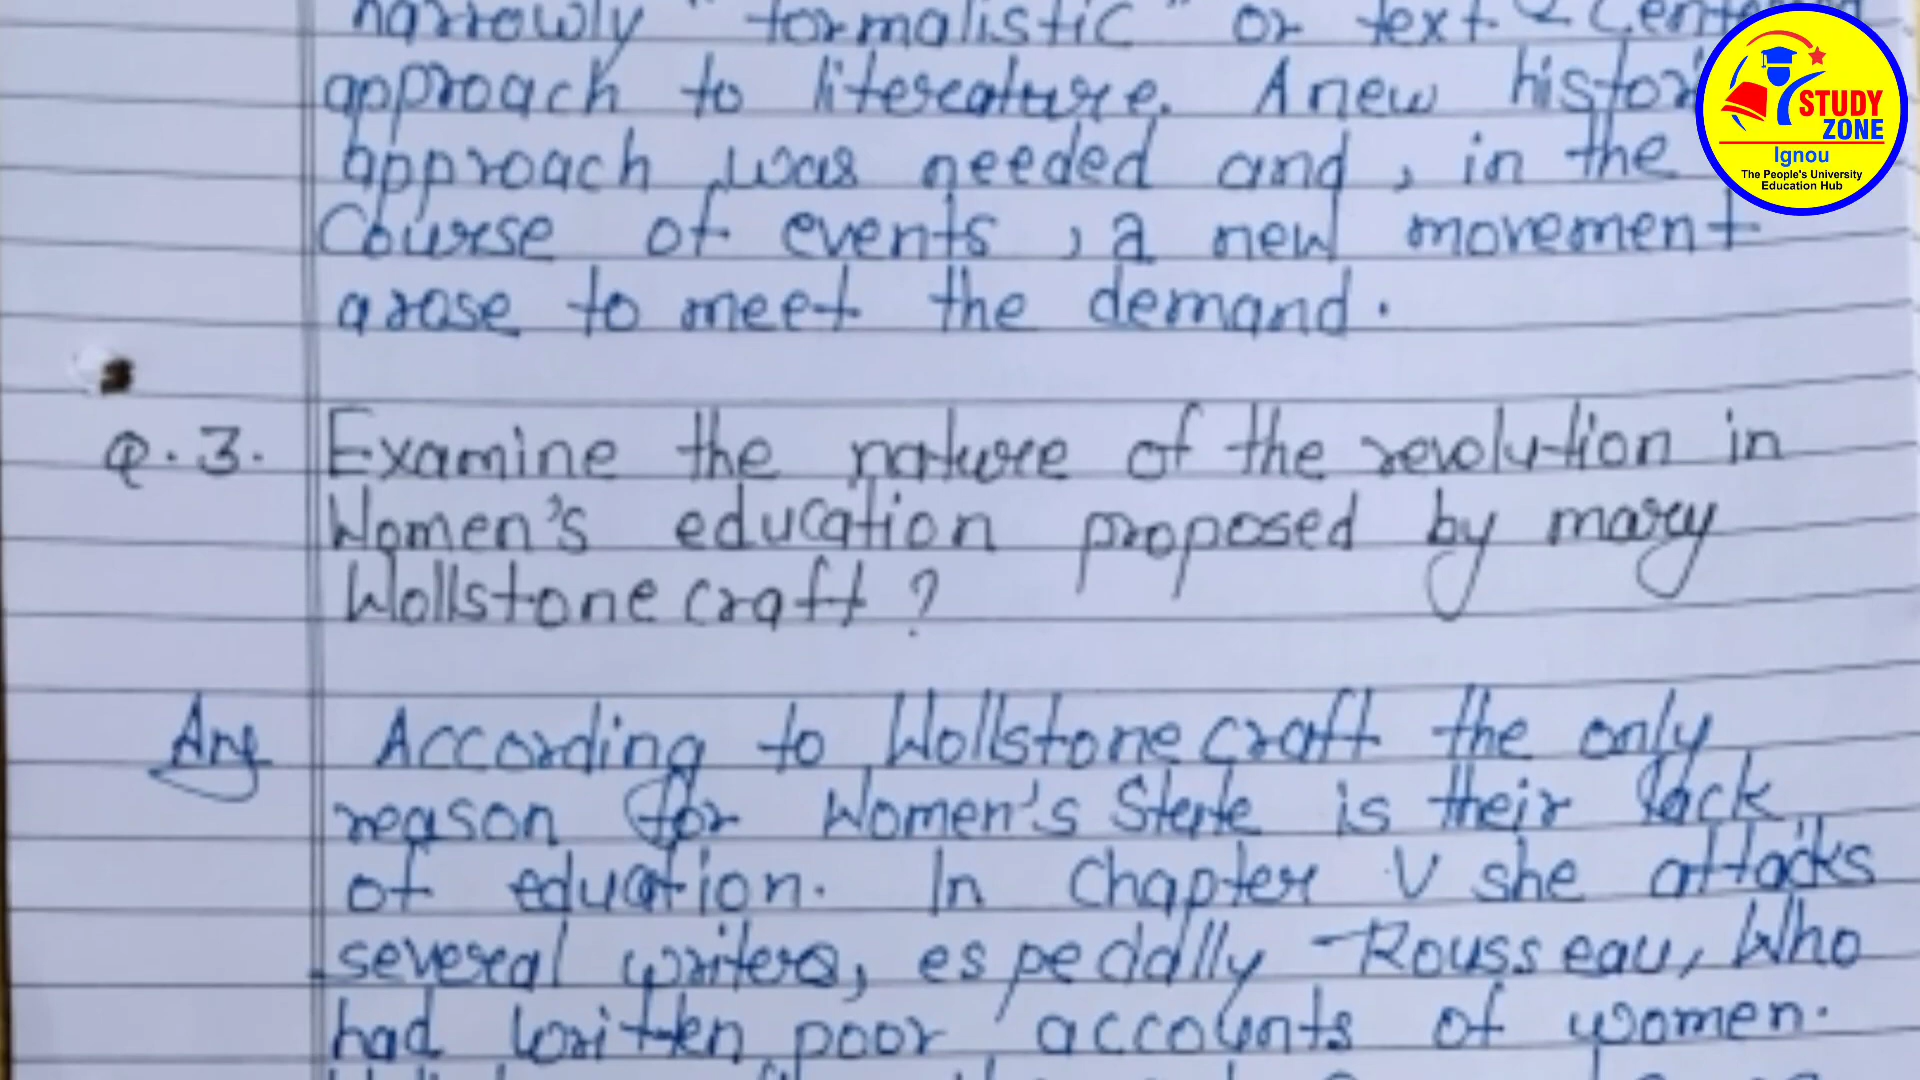 narrowly "formalistic" or text - Cente
approach to literature. A new histor
approach was needed and, in the
Course of events, a new movement
arose to meet the demand.
Q.3. Examine the nature of the revolution in
Women's education proposed by mary
Wollstonecraft?
Ans According to Wollstonecraft the only
reason for Women's State is their lack
of eduation. In Chapter V she attacks
several writers, especially Rousseau, Who
had written poor accounts of women.
STUDY
ZONE
Ignou
The People's University
Education Hub